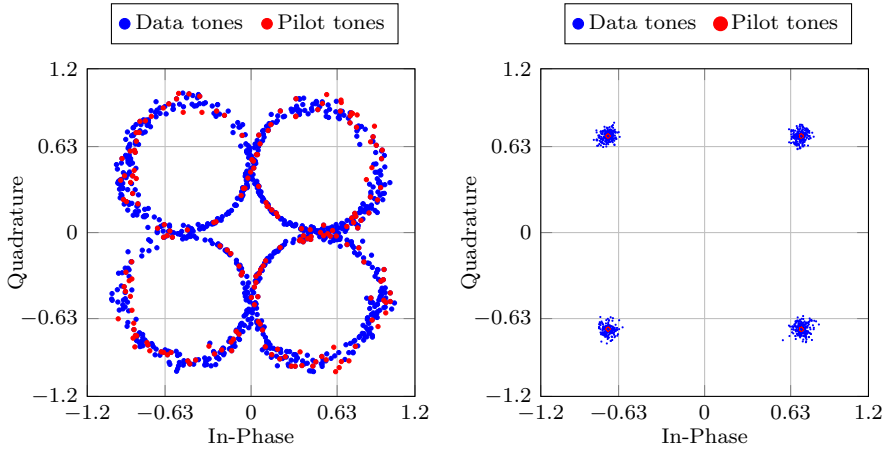 Data tones Pilot tones
1.2
0.63
0
−0.63
−1.2
Quadrature
−1.2 −0.63 0 0.63 1.2
In-Phase
Data tones Pilot tones
1.2
0.63
0
−0.63
−1.2
Quadrature
−1.2 −0.63 0 0.63 1.2
In-Phase